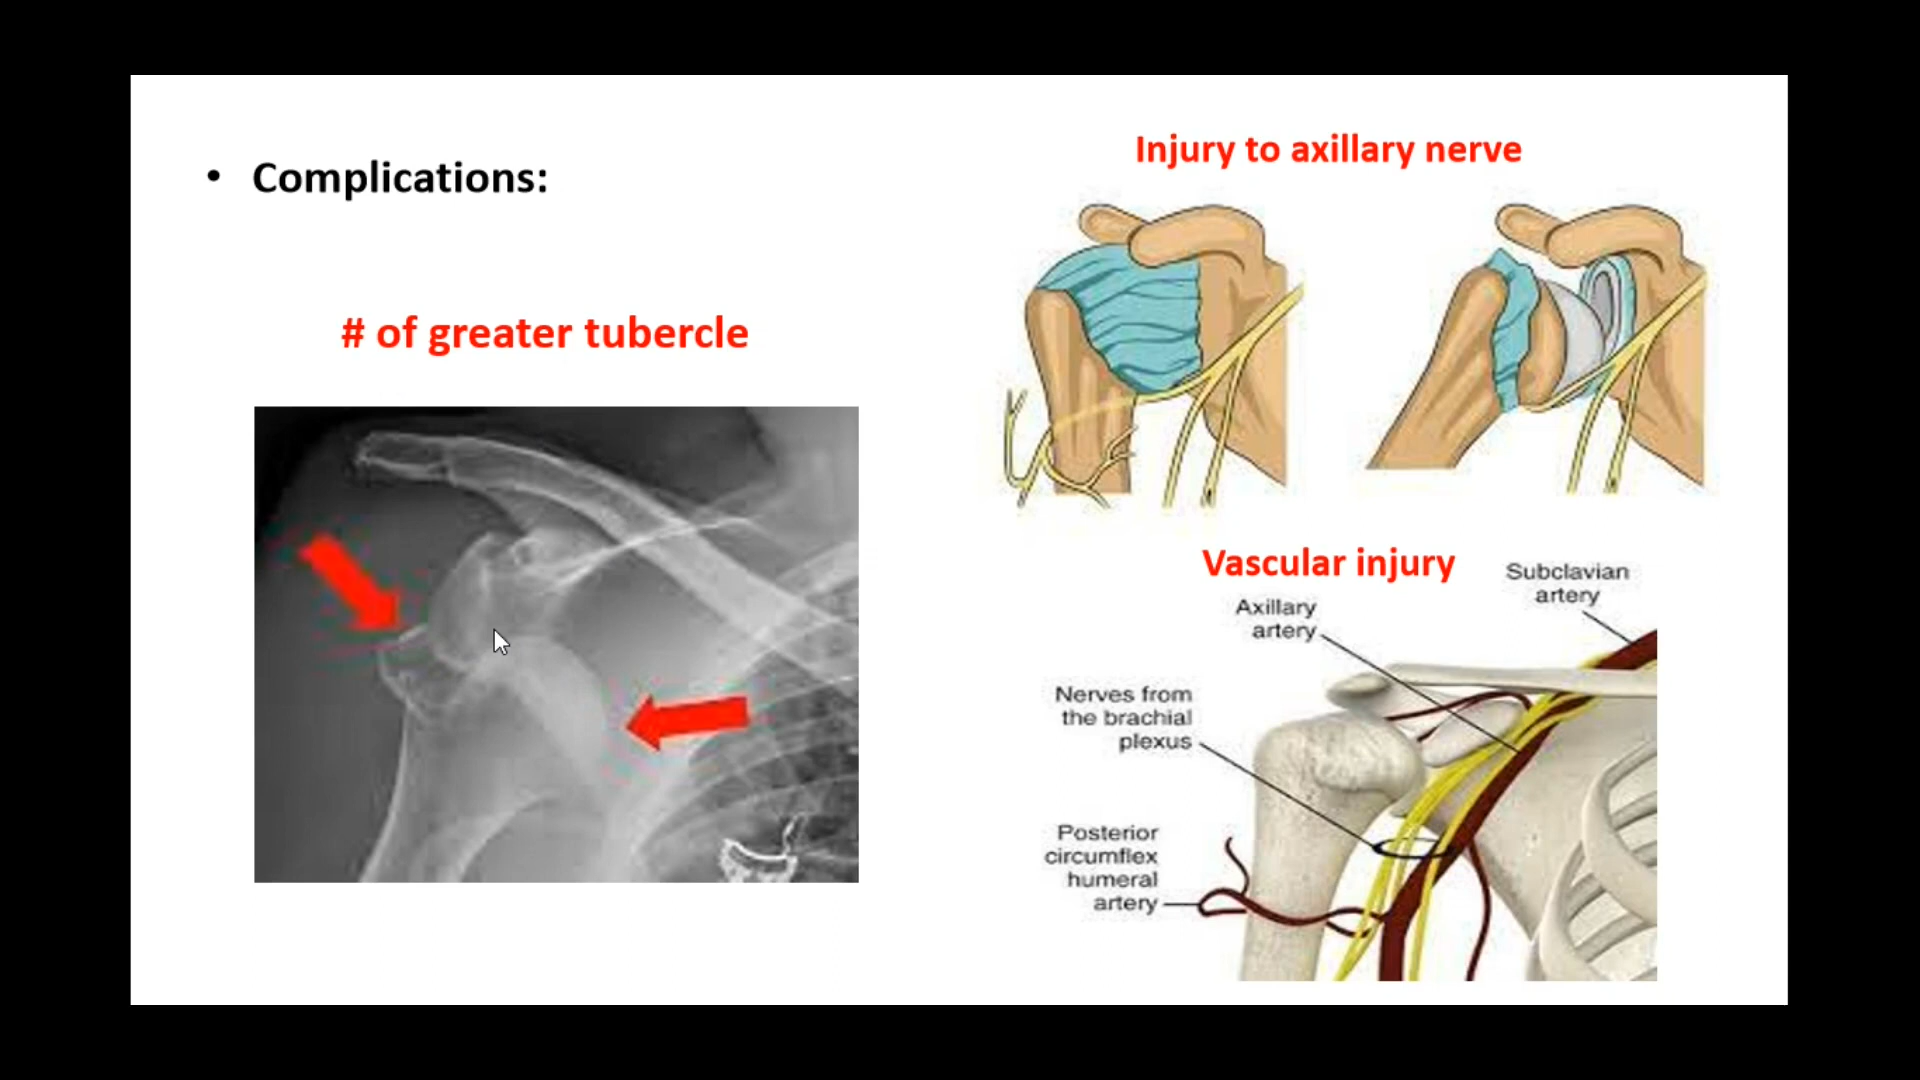 • Complications:
# of greater tubercle
Injury to axillary nerve
Vascular injury
Subclavian
artery
Axillary
artery
Nerves from
the brachial
plexus
Posterior
circumflex
humeral
artery